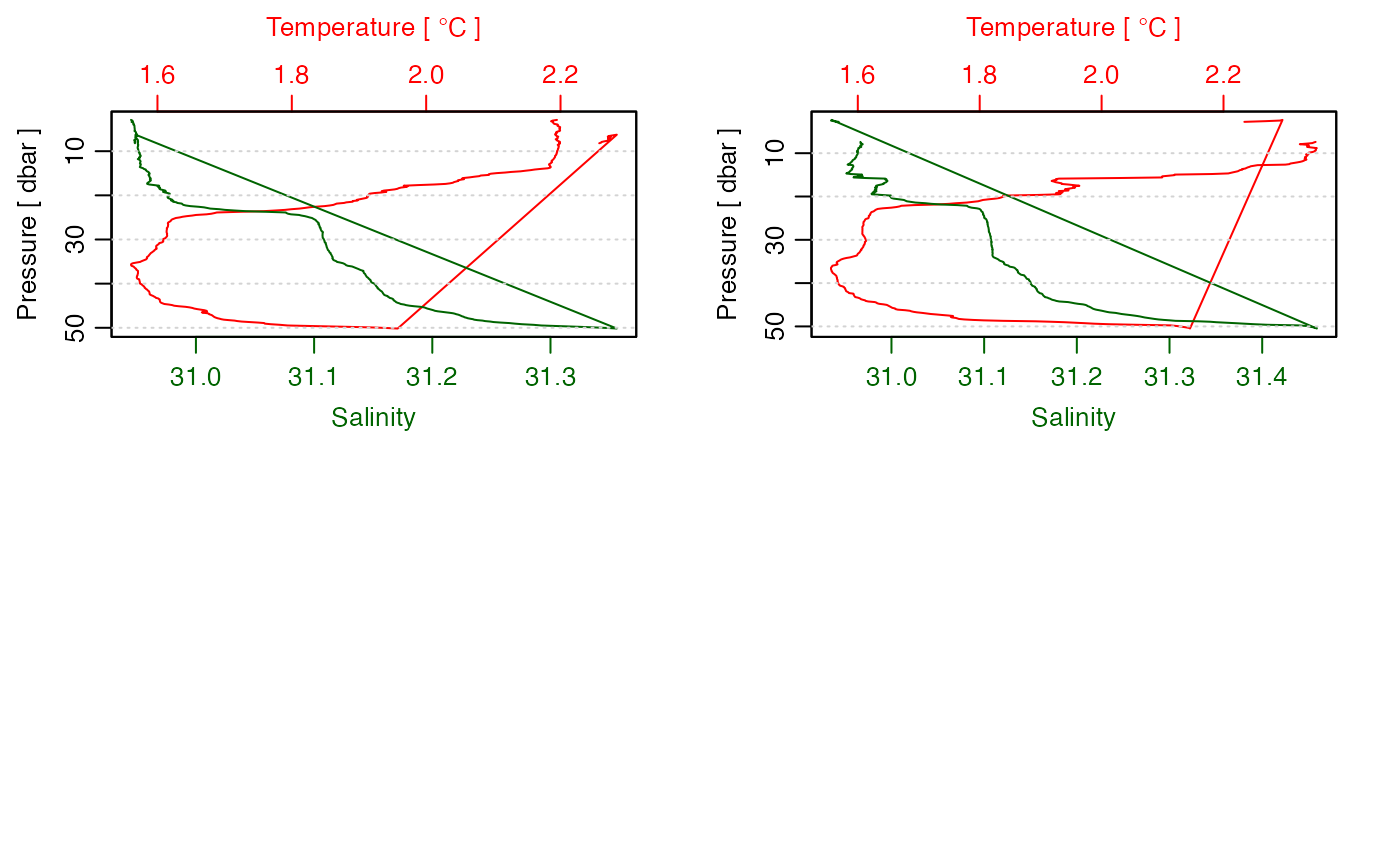 Temperature [ °C ]
1.6 1.8 2.0 2.2
Pressure [ dbar ]
10
30
50
31.0 31.1 31.2 31.3
Salinity
Temperature [ °C ]
1.6 1.8 2.0 2.2
Pressure [ dbar ]
10
30
50
31.0 31.1 31.2 31.3 31.4
Salinity